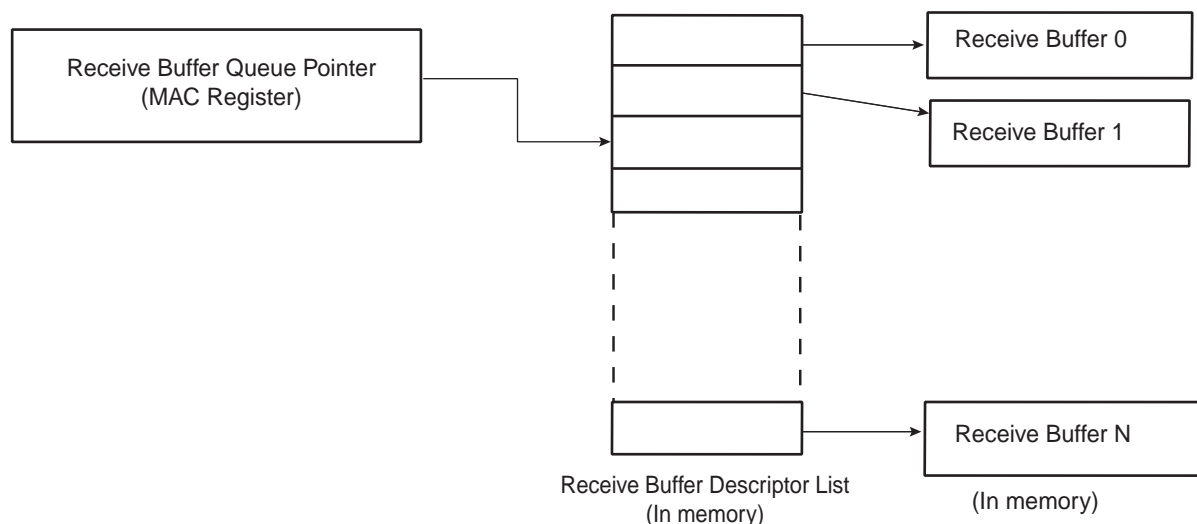 Receive Buffer Queue Pointer
(MAC Register)
Receive Buffer 0
Receive Buffer 1
Receive Buffer N
Receive Buffer Descriptor List
(In memory)
(In memory)